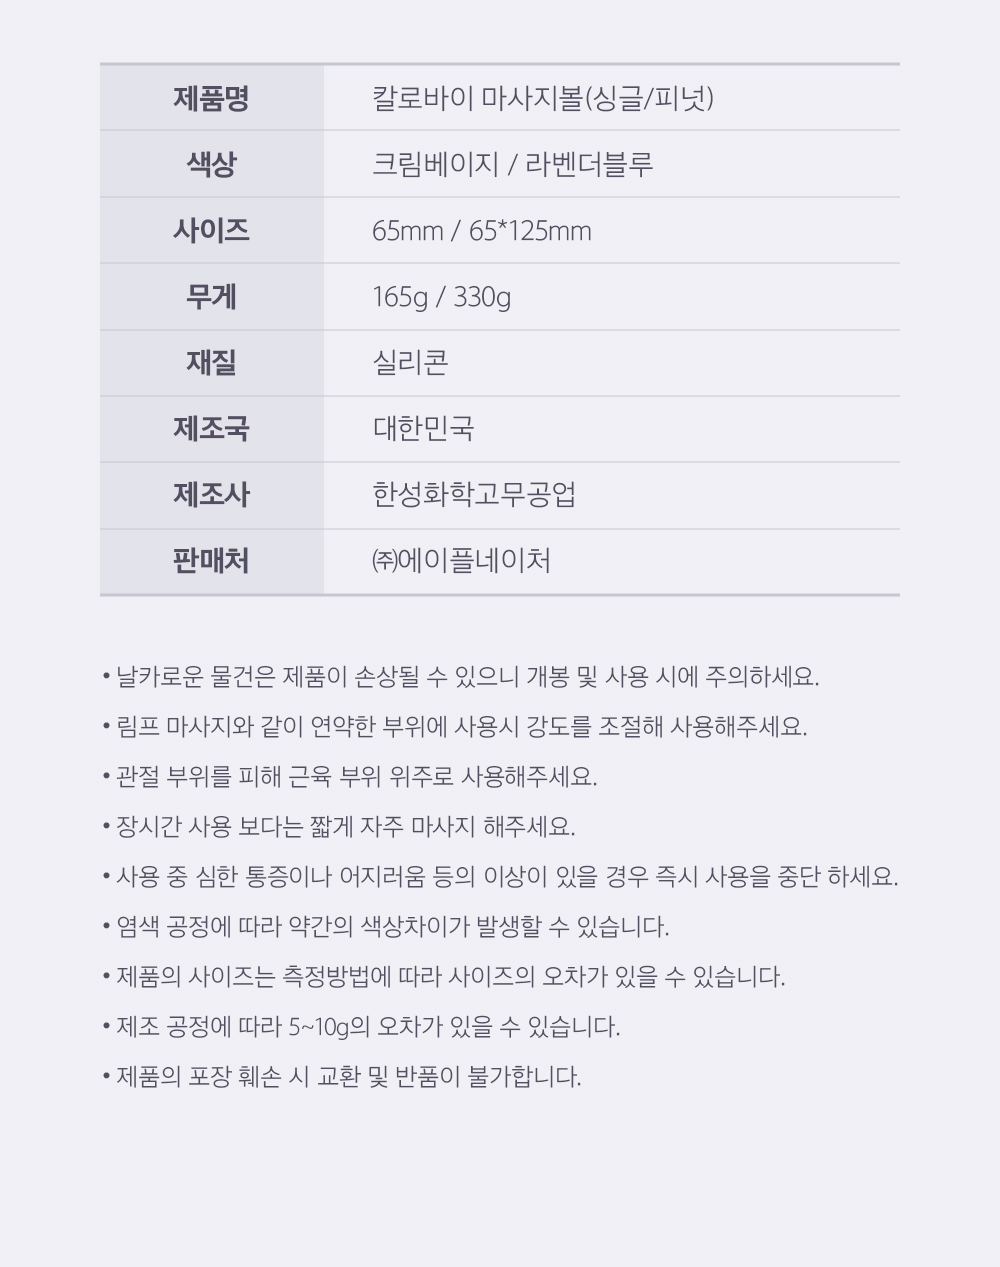 제품명 칼로바이 마사지볼(싱글/피넛)
색상 크림베이지 / 라벤더블루
사이즈 65mm / 65*125mm
무게 165g / 330g
재질 실리콘
제조국 대한민국
제조사 한성화학고무공업
판매처 ㈜에이플네이처
• 날카로운 물건은 제품이 손상될 수 있으니 개봉 및 사용 시에 주의하세요.
• 림프 마사지와 같이 연약한 부위에 사용시 강도를 조절해 사용해주세요.
• 관절 부위를 피해 근육 부위 위주로 사용해주세요.
• 장시간 사용 보다는 짧게 자주 마사지 해주세요.
• 사용 중 심한 통증이나 어지러움 등의 이상이 있을 경우 즉시 사용을 중단 하세요.
• 염색 공정에 따라 약간의 색상차이가 발생할 수 있습니다.
• 제품의 사이즈는 측정방법에 따라 사이즈의 오차가 있을 수 있습니다.
• 제조 공정에 따라 5~10g의 오차가 있을 수 있습니다.
• 제품의 포장 훼손 시 교환 및 반품이 불가합니다.